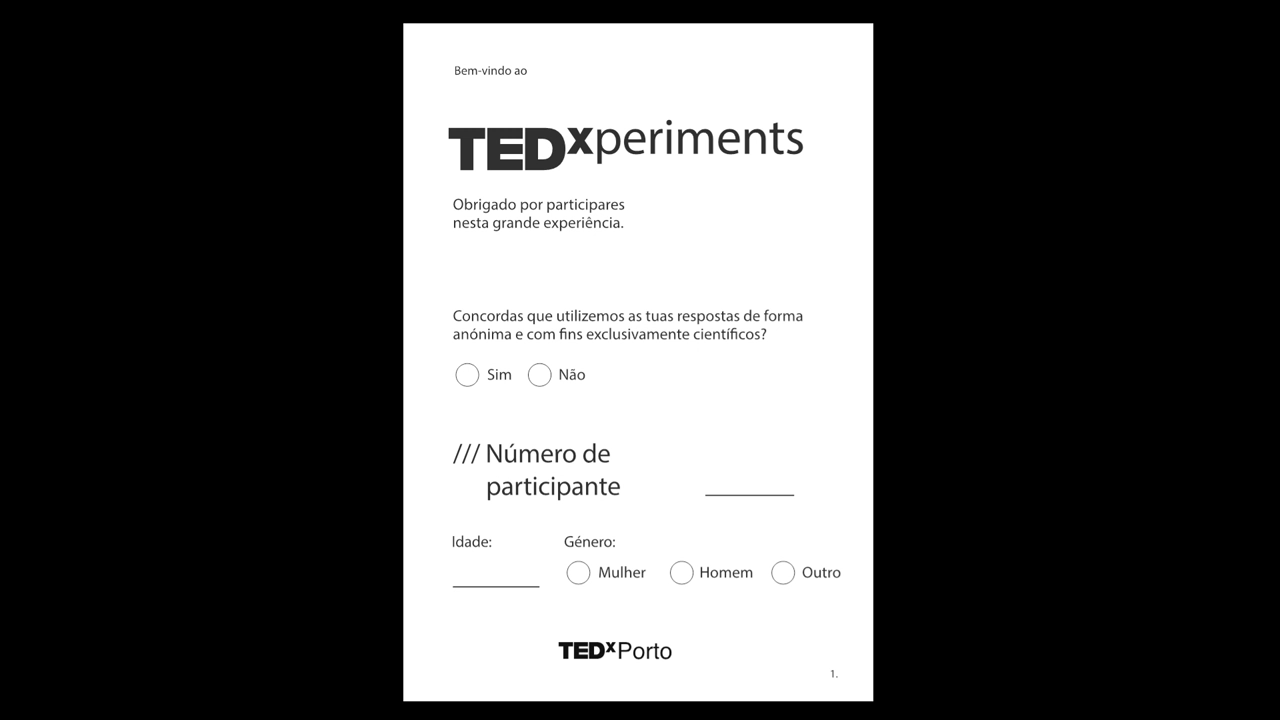 Bem-vindo ao
TEDxperiments
Obrigado por participares
nesta grande experiência.
Concordas que utilizemos as tuas respostas de forma
anónima e com fins exclusivamente científicos?
Sim Não
/// Número de
participante
Idade: Género:
Mulher Homem Outro
TEDxPorto
1.